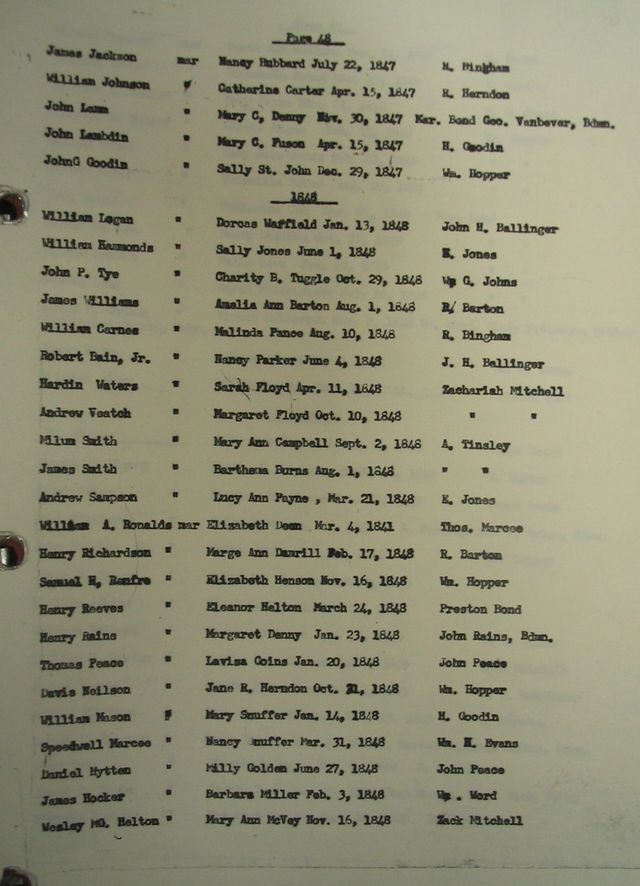 Page 48
James Jackson mar Nancy Hubbard July 22, 1847 R. Bingham
William Johnson " Catherine Carter Apr. 15, 1847 R. Herndon
John Lamm " Mary C, Denny Nov. 30, 1847 Mar. Bond Geo. Vanbever, Bdmn.
John Lambdin " Mary C. Fuson Apr. 15, 1847 H. Goodin
JohnG Goodin " Sally St. John Dec. 29, 1847 Wm. Hopper
1848
William Logan " Dorcas Warfield Jan. 13, 1848 John H. Ballinger
William Hammonds " Sally Jones June 1, 1848 E. Jones
John P. Tye " Charity B. Tuggle Oct. 29, 1848 Wm G. Johns
James Williams " Amelia Ann Barton Aug. 1, 1848 R/ Barton
William Carnes " Malinda Pance Aug. 10, 1848 R. Bingham
Robert Bain, Jr. " Nancy Parker June 4, 1848 J. H. Ballinger
Hardin Waters " Sarah Floyd Apr. 11, 1848 Zachariah Mitchell
Andrew Veatch " Margaret Floyd Oct. 10, 1848 " "
Milum Smith " Mary Ann Campbell Sept. 2, 1848 A. Tinsley
James Smith " Barthema Burns Aug. 1, 1848 " "
Andrew Sampson " Lucy Ann Payne , Mar. 21, 1848 E. Jones
William A. Ronalds mar Elizabeth Dean Mar. 4, 1841 Thos. Marcee
Henry Richardson " Marge Ann Danrill Feb. 17, 1848 R. Barton
Samuel H, Renfro " Elizabeth Henson Nov. 16, 1848 Wm. Hopper
Henry Reeves " Eleanor Helton March 24, 1848 Preston Bond
Henry Rains " Margaret Denny Jan. 23, 1848 John Rains, Bdmn.
Thomas Peace " Lavisa Goins Jan. 20, 1848 John Peace
Davis Neilson " Jane R. Herndon Oct. 21, 1848 Wm. Hopper
William Mason " Mary Smuffer Jan. 14, 1848 H. Goodin
Speedwell Marcee " Nancy Smuffer Mar. 31, 1848 Wm. H. Evans
Daniel Hytten " Milly Golden June 27, 1848 John Peace
James Hocker " Barbara Miller Feb. 3, 1848 Wm . Word
Wesley MG. Helton " Mary Ann McVey Nov. 16, 1848 Zack Mitchell